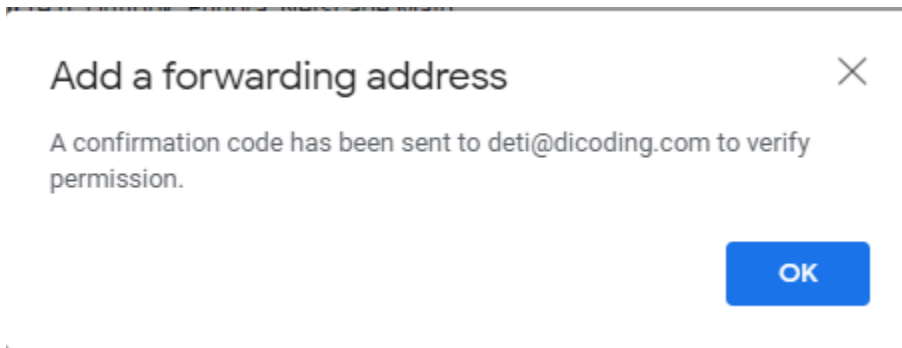 Add a forwarding address
A confirmation code has been sent to deti@dicoding.com to verify
permission.
OK